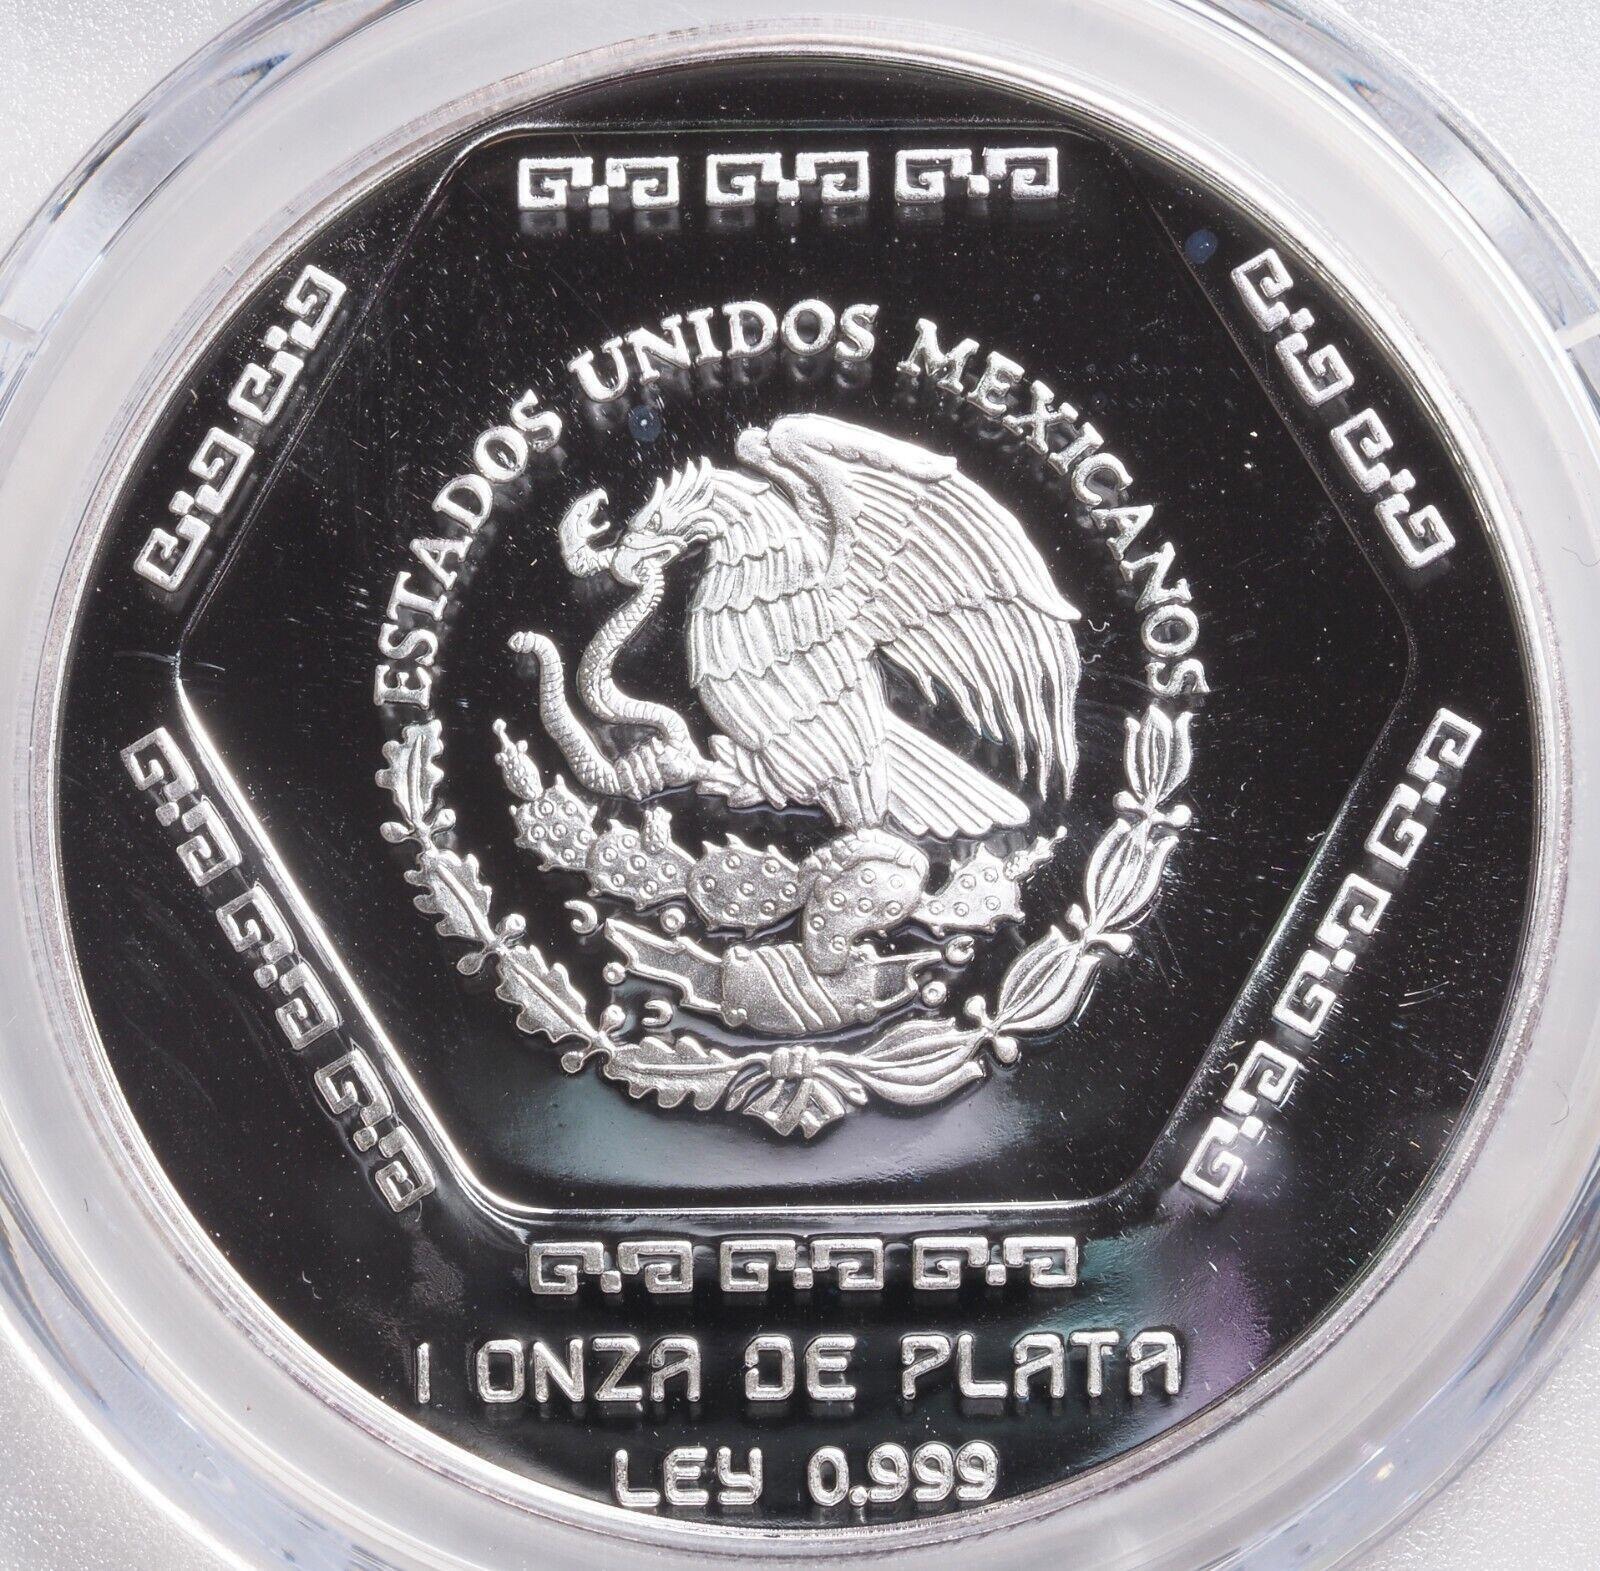 ESTADOS UNIDOS MEXICANOS
1 ONZA DE PLATA
LEY 0.999